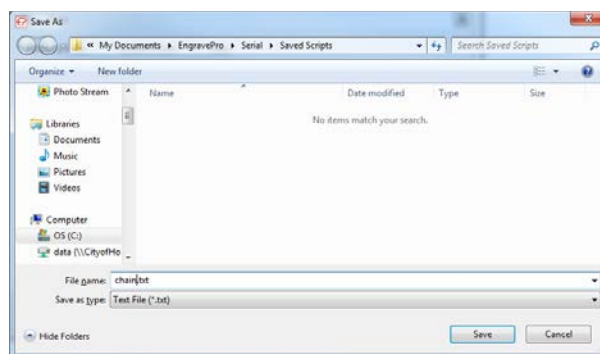 Save As
« My Documents ▸ EngravePro ▸ Serial ▸ Saved Scripts
Search Saved Scripts
Organize ▾ New folder
Photo Stream
Name Date modified Type Size
No items match your search.
Libraries
Documents
Music
Pictures
Videos
Computer
OS (C:)
data (\\CityofHo
File name: chain.txt
Save as type: Text File (*.txt)
Hide Folders
Save Cancel